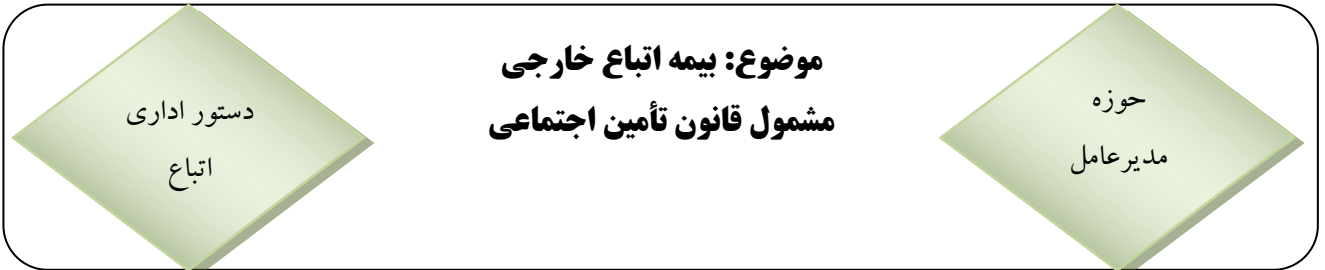 حوزه
مدیرعامل
موضوع: بیمه اتباع خارجی
مشمول قانون تأمین اجتماعی
دستور اداری
اتباع